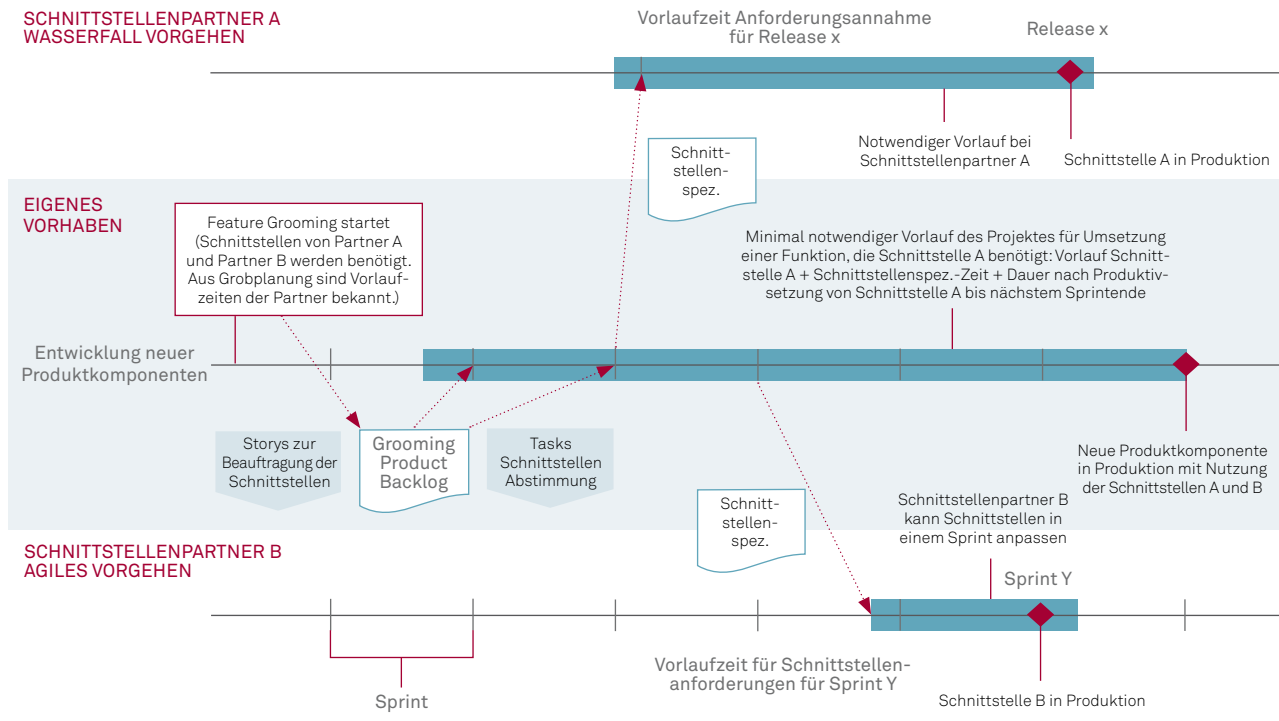 SCHNITTSTELLENPARTNER A
WASSERFALL VORGEHEN
Vorlaufzeit Anforderungsannahme
für Release x
Release x
Notwendiger Vorlauf bei
Schnittstellenpartner A
Schnittstelle A in Produktion
Schnitt-
stellen-
spez.
EIGENES
VORHABEN
Feature Grooming startet
(Schnittstellen von Partner A
und Partner B werden benötigt.
Aus Grobplanung sind Vorlauf-
zeiten der Partner bekannt.)
Minimal notwendiger Vorlauf des Projektes für Umsetzung
einer Funktion, die Schnittstelle A benötigt: Vorlauf Schnitt-
stelle A + Schnittstellenspez.-Zeit + Dauer nach Produktiv-
setzung von Schnittstelle A bis nächstem Sprintende
Entwicklung neuer
Produktkomponenten
Storys zur
Beauftragung der
Schnittstellen
Grooming
Product
Backlog
Tasks
Schnittstellen
Abstimmung
Neue Produktkomponente
in Produktion mit Nutzung
der Schnittstellen A und B
Schnitt-
stellen-
spez.
Schnittstellenpartner B
kann Schnittstellen in
einem Sprint anpassen
SCHNITTSTELLENPARTNER B
AGILES VORGEHEN
Sprint Y
Sprint
Vorlaufzeit für Schnittstellen-
anforderungen für Sprint Y
Schnittstelle B in Produktion